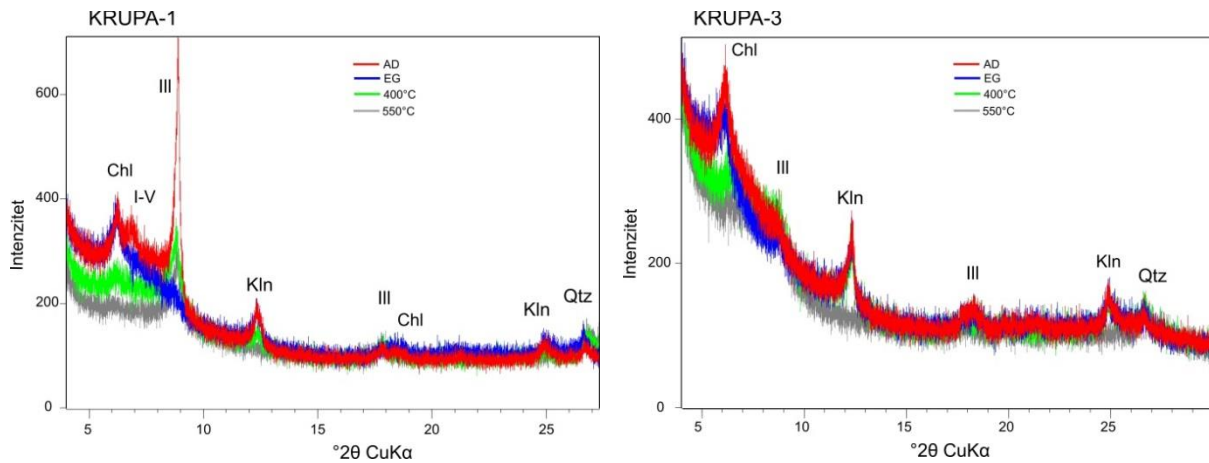 KRUPA-1
Ill
AD
EG
400°C
550°C
Chl
I-V
Kln
Ill
Chl
Kln
Qtz
600
400
200
0
Intenzitet
5
10
15
20
25
°2θ CuKα
KRUPA-3
Chl
AD
EG
400°C
550°C
Ill
Kln
Ill
Kln
Qtz
400
200
0
Intenzitet
5
10
15
20
25
°2θ CuKα